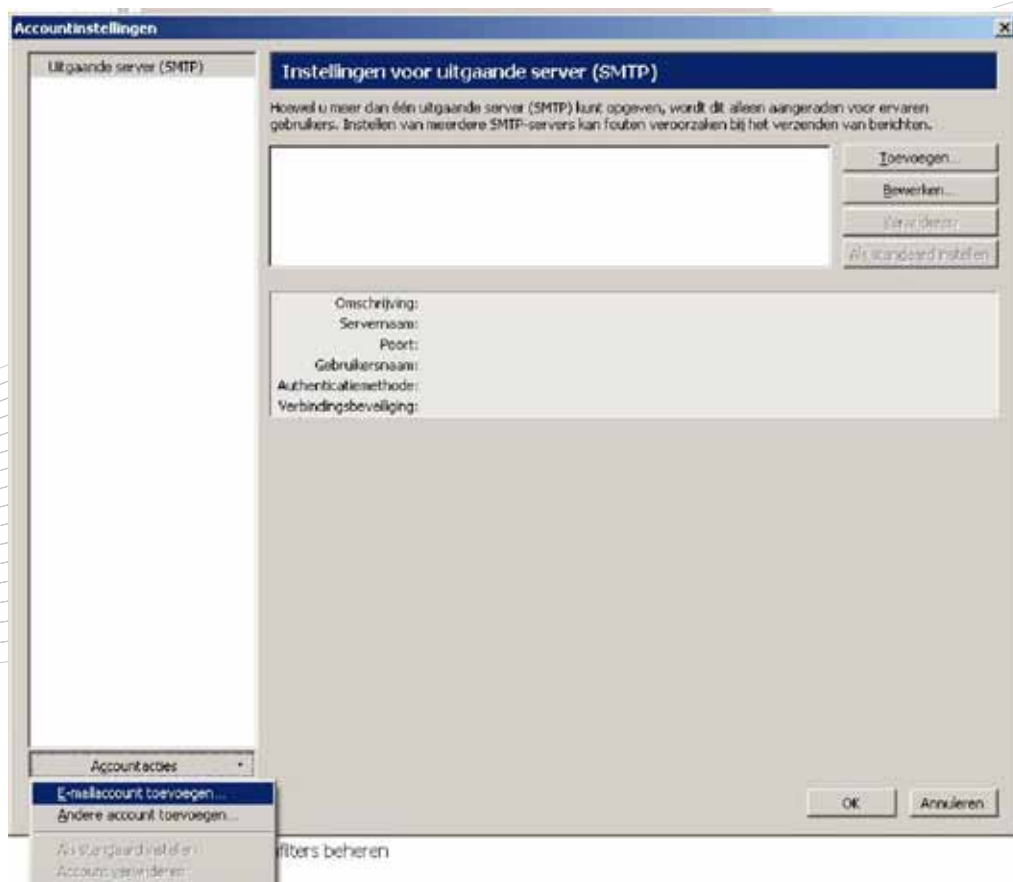 Accountinstellingen
Uitgaande server (SMTP)
Instellingen voor uitgaande server (SMTP)
Hoewel u meer dan één uitgaande server (SMTP) kunt opgeven, wordt dit alleen aangeraden voor ervaren
gebruikers. Instellen van meerdere SMTP-servers kan fouten veroorzaken bij het verzenden van berichten.
Toevoegen...
Bewerken...
Verwijderen
Als standaard instellen
Omschrijving:
Servernaam:
Poort:
Gebruikersnaam:
Authenticatiemethode:
Verbindingsbeveiliging:
Accountacties
E-mailaccount toevoegen...
Andere account toevoegen...
Als standaard instellen
Account verwijderen
filters beheren
OK
Annuleren